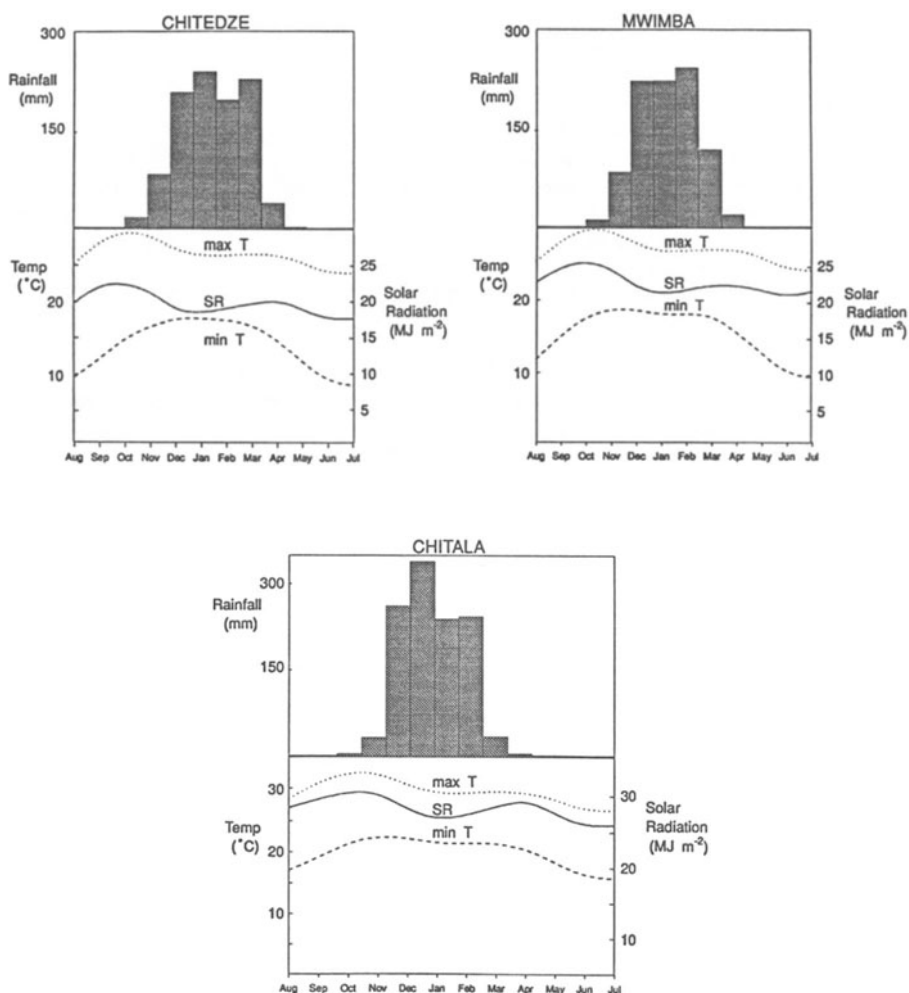 CHITEDZE
300
Rainfall
(mm)
150
max T
Temp
(˚C)
20
10
SR
min T
25
20
15
10
5
Solar
Radiation
(MJ m⁻²)
Aug Sep Oct Nov Dec Jan Feb Mar Apr May Jun Jul
MWIMBA
300
Rainfall
(mm)
150
max T
Temp
(˚C)
20
10
SR
min T
25
20
15
10
5
Solar
Radiation
(MJ m⁻²)
Aug Sep Oct Nov Dec Jan Feb Mar Apr May Jun Jul
CHITALA
300
Rainfall
(mm)
150
max T
30
Temp
(˚C)
20
10
SR
min T
30
20
10
Solar
Radiation
(MJ m⁻²)
Aug Sep Oct Nov Dec Jan Feb Mar Apr May Jun Jul